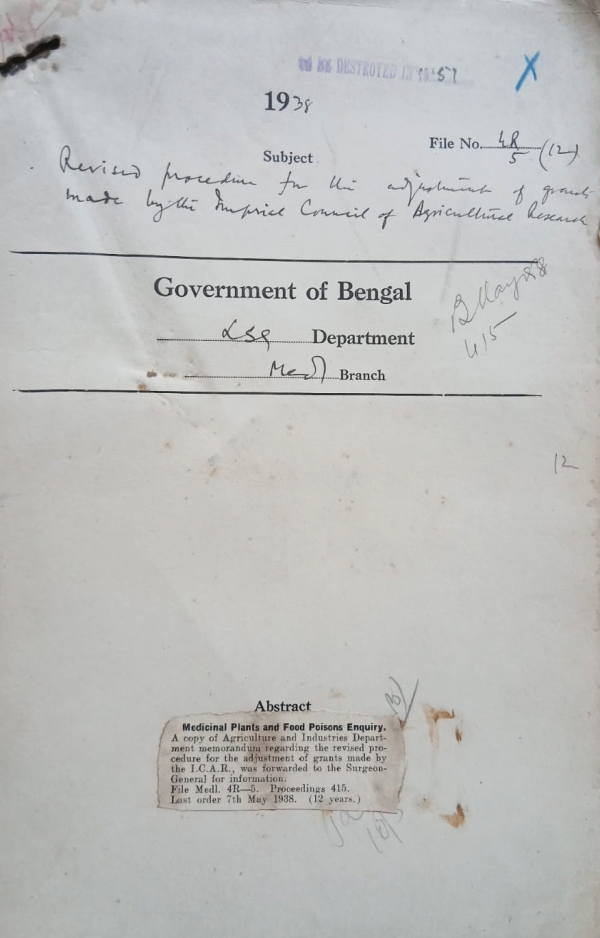 TO BE DESTROYED IN 1951
1938
File No. 4R/5 (12)
Subject
Revised procedure for the adjustment of grants
made by the Imperial Council of Agricultural Research
Government of Bengal
LSG Department
Medl Branch
B May 38
415
12
Abstract
Medicinal Plants and Food Poisons Enquiry.
A copy of Agriculture and Industries Depart-
ment memorandum regarding the revised pro-
cedure for the adjustment of grants made by
the I.C.A.R., was forwarded to the Surgeon-
General for information.
File Medl. 4R—5. Proceedings 415.
Last order 7th May 1938. (12 years.)